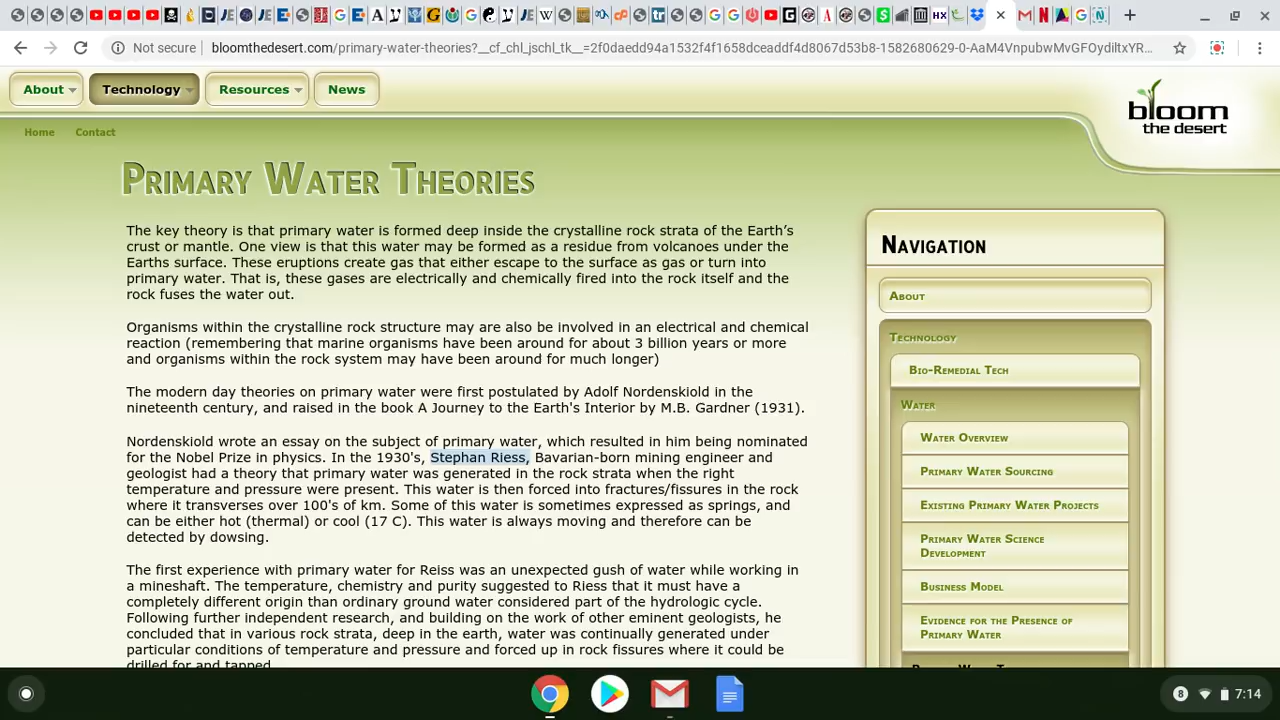 Not secure
bloomthedesert.com/primary-water-theories?__cf_chl_jschl_tk__=2f0daedd94a1532f4f1658dceaddf4d8067d53b8-1582680629-0-AaM4VnpubwMvGFOydiltxYR...
About
Technology
Resources
News
bloom
the desert
Home
Contact
Primary Water Theories
The key theory is that primary water is formed deep inside the crystalline rock strata of the Earth’s
crust or mantle. One view is that this water may be formed as a residue from volcanoes under the
Earths surface. These eruptions create gas that either escape to the surface as gas or turn into
primary water. That is, these gases are electrically and chemically fired into the rock itself and the
rock fuses the water out.
Organisms within the crystalline rock structure may are also be involved in an electrical and chemical
reaction (remembering that marine organisms have been around for about 3 billion years or more
and organisms within the rock system may have been around for much longer)
The modern day theories on primary water were first postulated by Adolf Nordenskiold in the
nineteenth century, and raised in the book A Journey to the Earth's Interior by M.B. Gardner (1931).
Nordenskiold wrote an essay on the subject of primary water, which resulted in him being nominated
for the Nobel Prize in physics. In the 1930's, Stephan Riess, Bavarian-born mining engineer and
geologist had a theory that primary water was generated in the rock strata when the right
temperature and pressure were present. This water is then forced into fractures/fissures in the rock
where it transverses over 100's of km. Some of this water is sometimes expressed as springs, and
can be either hot (thermal) or cool (17 C). This water is always moving and therefore can be
detected by dowsing.
The first experience with primary water for Reiss was an unexpected gush of water while working in
a mineshaft. The temperature, chemistry and purity suggested to Riess that it must have a
completely different origin than ordinary ground water considered part of the hydrologic cycle.
Following further independent research, and building on the work of other eminent geologists, he
concluded that in various rock strata, deep in the earth, water was continually generated under
particular conditions of temperature and pressure and forced up in rock fissures where it could be
drilled for and tapped.
Navigation
About
Technology
Bio-Remedial Tech
Water
Water Overview
Primary Water Sourcing
Existing Primary Water Projects
Primary Water Science
Development
Business Model
Evidence for the Presence of
Primary Water
8
7:14